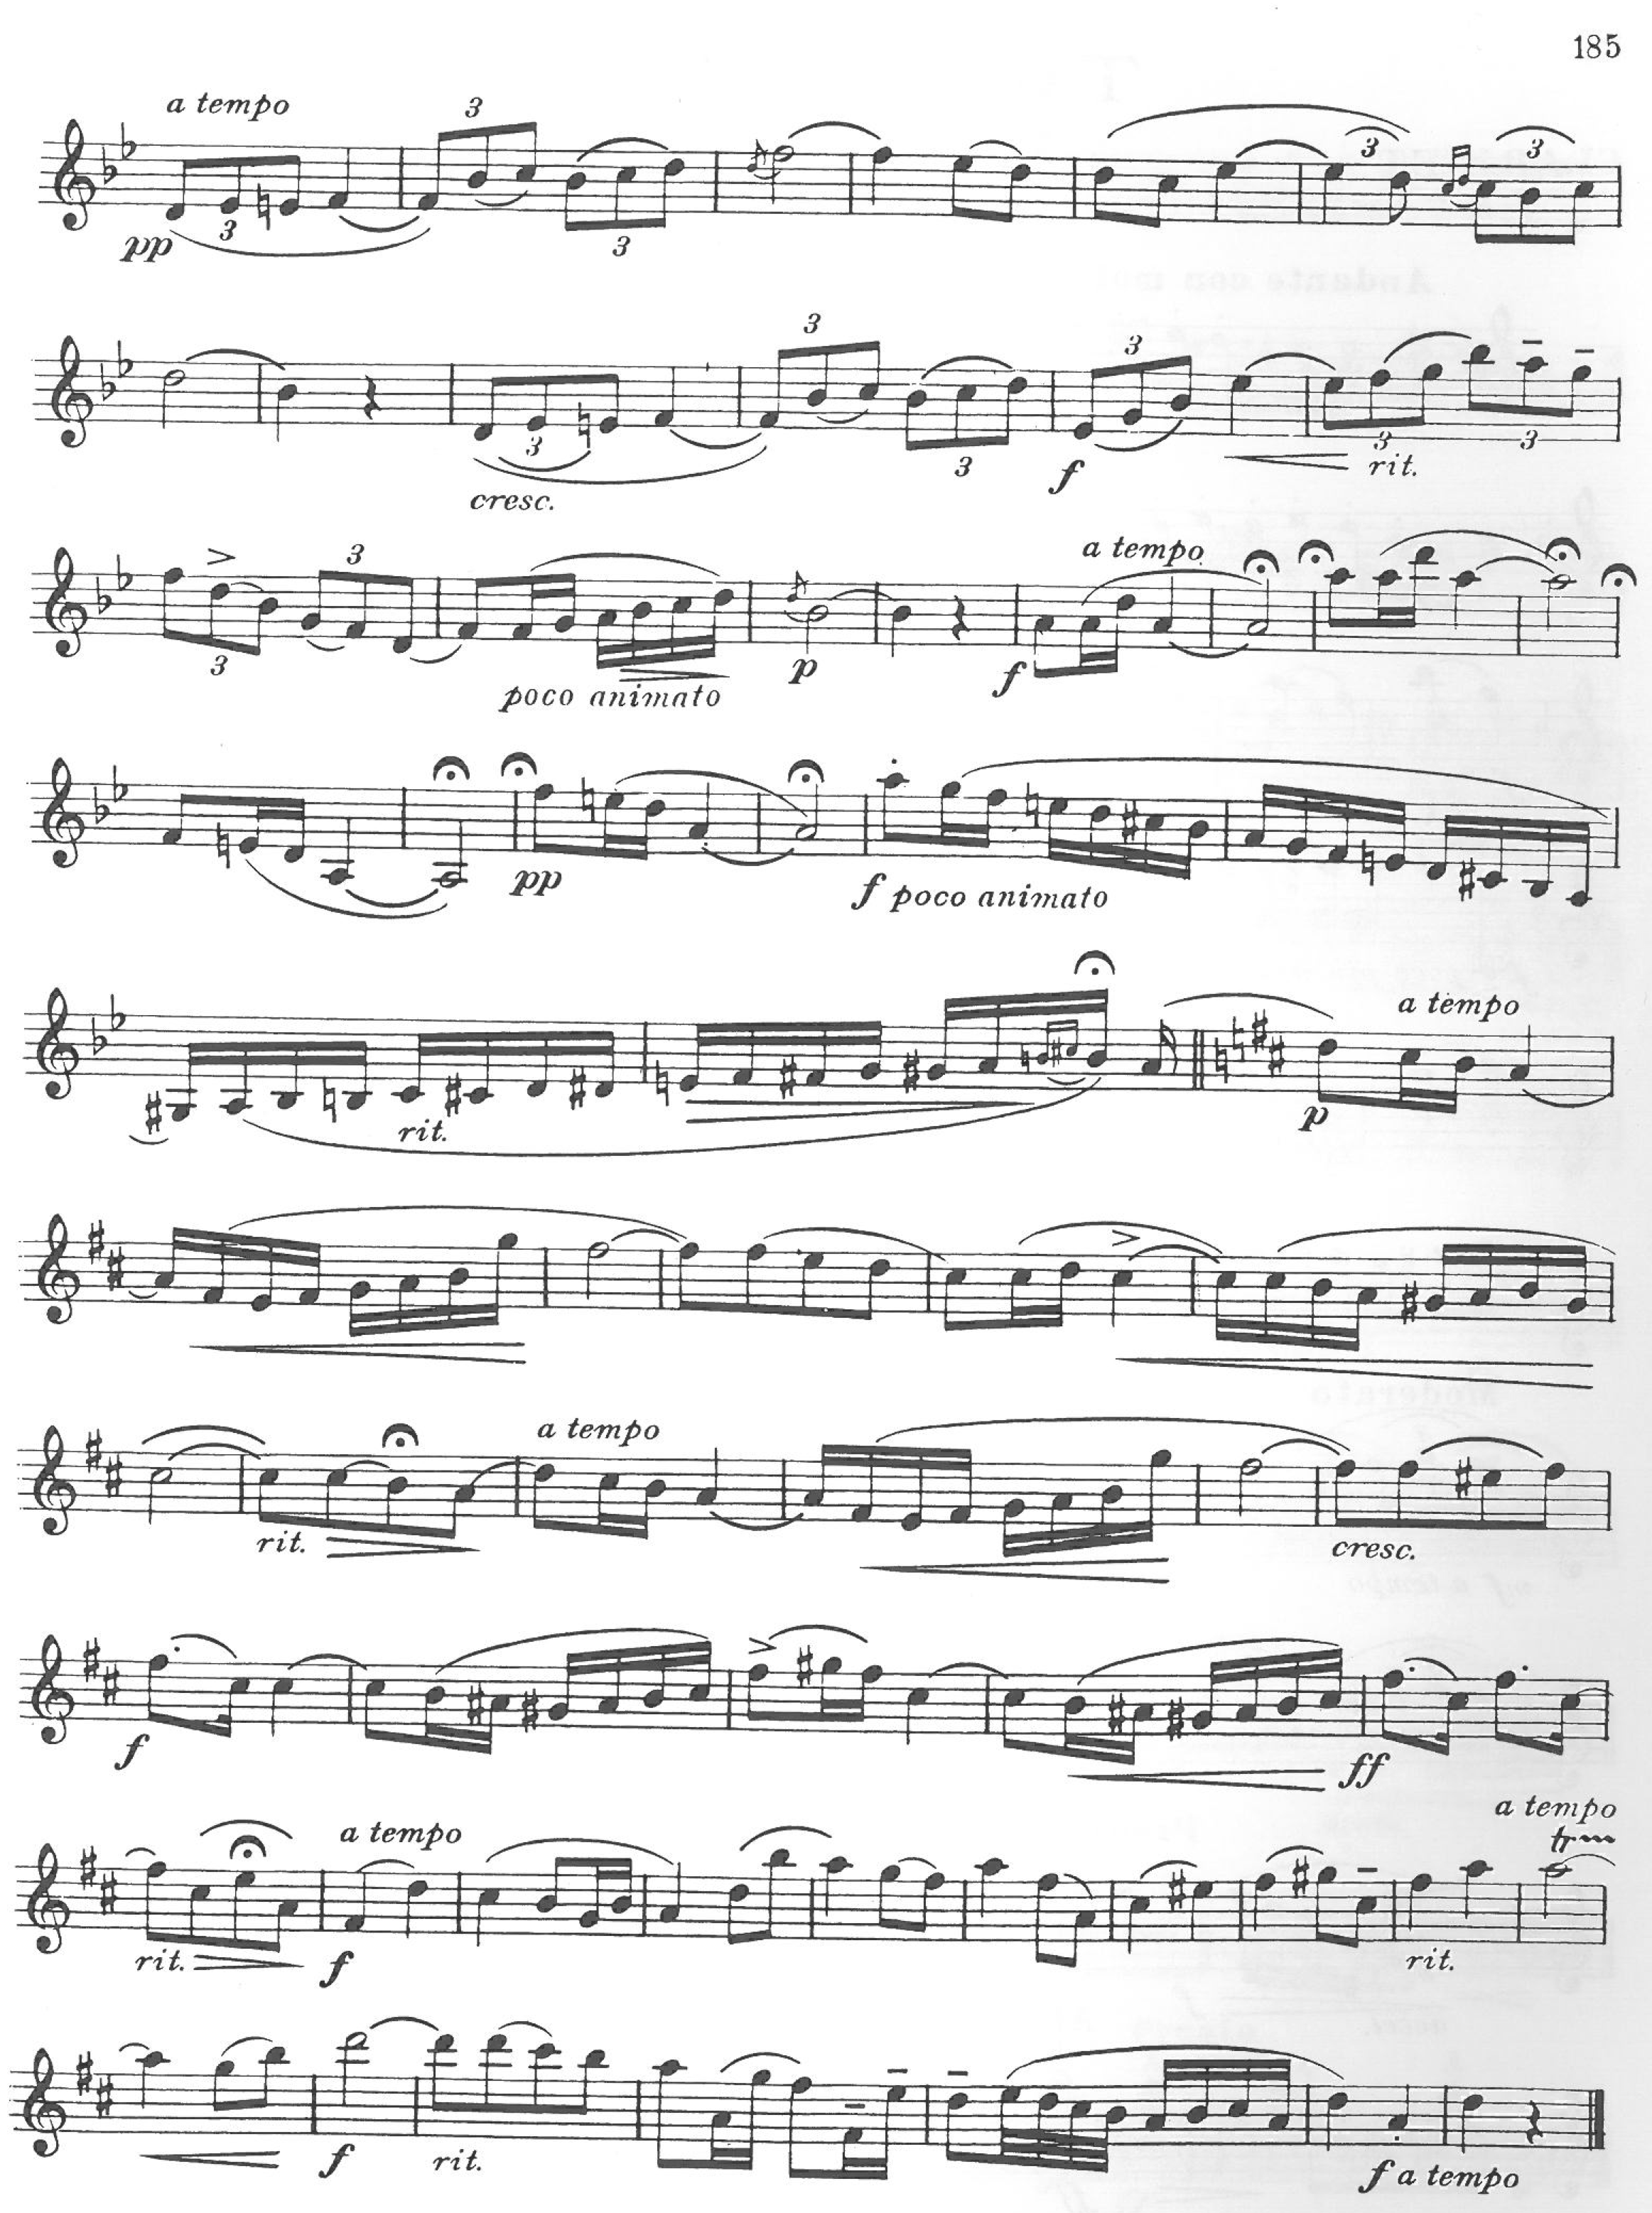 185
a tempo
3
pp 3 3 3 3
3 3
3 3 3
cresc. f rit.
a tempo
3
3
p f
poco animato
pp f poco animato
a tempo
rit. p
a tempo
rit. cresc.
f ff
a tempo
a tempo tr
rit. f rit.
f rit.
f a tempo